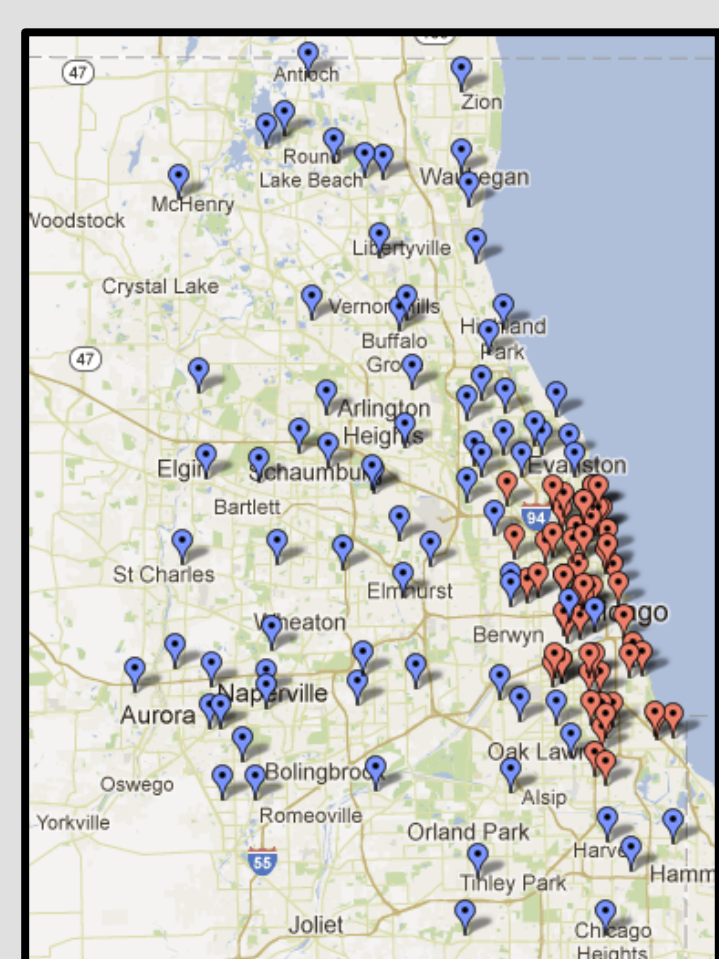 47
Antioch
Zion
Round
Lake Beach
Waukegan
McHenry
Woodstock
Libertyville
Crystal Lake
Vernon Hills
Highland
Park
Buffalo
Grove
47
Arlington
Heights
Elgin
Schaumburg
Evanston
Bartlett
94
St Charles
Elmhurst
Chicago
Wheaton
Berwyn
Naperville
Aurora
Oak Lawn
Bolingbrook
Oswego
Alsip
Romeoville
Yorkville
Orland Park
Harvey
55
Tinley Park
Hamm
Joliet
Chicago
Heights